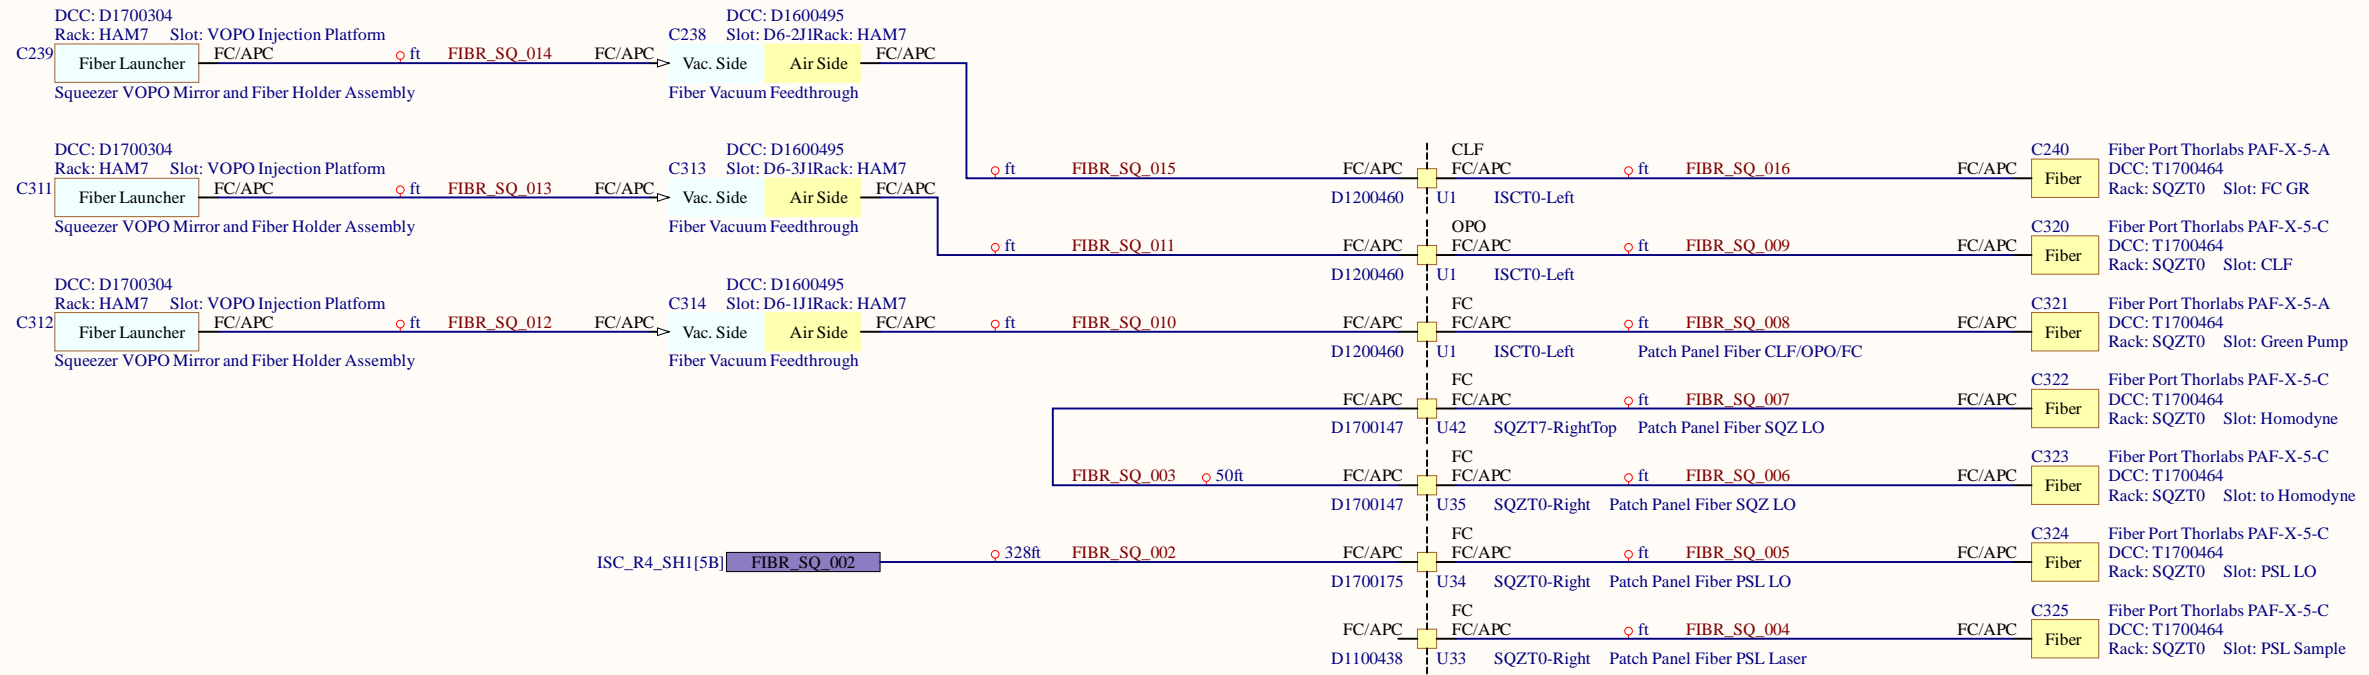 DCC: D1700304
Rack: HAM7 Slot: VOPO Injection Platform
C239
Fiber Launcher
FC/APC
ft
FIBR_SQ_014
FC/APC
Squeezer VOPO Mirror and Fiber Holder Assembly
DCC: D1600495
C238 Slot: D6-2J1Rack: HAM7
Vac. Side
Air Side
FC/APC
Fiber Vacuum Feedthrough
DCC: D1700304
Rack: HAM7 Slot: VOPO Injection Platform
C311
Fiber Launcher
FC/APC
ft
FIBR_SQ_013
FC/APC
Squeezer VOPO Mirror and Fiber Holder Assembly
DCC: D1600495
C313 Slot: D6-3J1Rack: HAM7
Vac. Side
Air Side
FC/APC
Fiber Vacuum Feedthrough
DCC: D1700304
Rack: HAM7 Slot: VOPO Injection Platform
C312
Fiber Launcher
FC/APC
ft
FIBR_SQ_012
FC/APC
Squeezer VOPO Mirror and Fiber Holder Assembly
DCC: D1600495
C314 Slot: D6-1J1Rack: HAM7
Vac. Side
Air Side
FC/APC
Fiber Vacuum Feedthrough
CLF
ft FIBR_SQ_015 FC/APC FC/APC ft FIBR_SQ_016 FC/APC
D1200460 U1 ISCT0-Left
C240 Fiber Port Thorlabs PAF-X-5-A
DCC: T1700464
Fiber
Rack: SQZT0 Slot: FC GR
OPO
ft FIBR_SQ_011 FC/APC FC/APC ft FIBR_SQ_009 FC/APC
D1200460 U1 ISCT0-Left
C320 Fiber Port Thorlabs PAF-X-5-C
DCC: T1700464
Fiber
Rack: SQZT0 Slot: CLF
FC
ft FIBR_SQ_010 FC/APC FC/APC ft FIBR_SQ_008 FC/APC
D1200460 U1 ISCT0-Left Patch Panel Fiber CLF/OPO/FC
C321 Fiber Port Thorlabs PAF-X-5-A
DCC: T1700464
Fiber
Rack: SQZT0 Slot: Green Pump
FC
FC/APC FC/APC ft FIBR_SQ_007 FC/APC
D1700147 U42 SQZT7-RightTop Patch Panel Fiber SQZ LO
C322 Fiber Port Thorlabs PAF-X-5-C
DCC: T1700464
Fiber
Rack: SQZT0 Slot: Homodyne
FC
FIBR_SQ_003 50ft FC/APC FC/APC ft FIBR_SQ_006 FC/APC
D1700147 U35 SQZT0-Right Patch Panel Fiber SQZ LO
C323 Fiber Port Thorlabs PAF-X-5-C
DCC: T1700464
Fiber
Rack: SQZT0 Slot: to Homodyne
FC
ISC_R4_SH1[5B] FIBR_SQ_002
328ft FIBR_SQ_002 FC/APC FC/APC ft FIBR_SQ_005 FC/APC
D1700175 U34 SQZT0-Right Patch Panel Fiber PSL LO
C324 Fiber Port Thorlabs PAF-X-5-C
DCC: T1700464
Fiber
Rack: SQZT0 Slot: PSL LO
FC
FC/APC FC/APC ft FIBR_SQ_004 FC/APC
D1100438 U33 SQZT0-Right Patch Panel Fiber PSL Laser
C325 Fiber Port Thorlabs PAF-X-5-C
DCC: T1700464
Fiber
Rack: SQZT0 Slot: PSL Sample